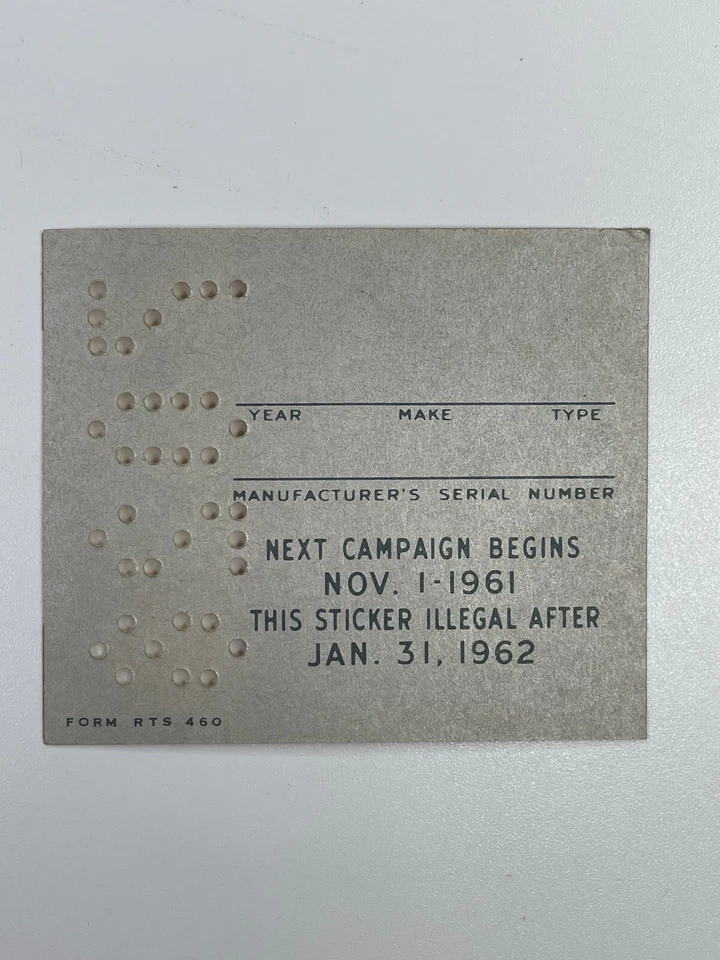 YEAR MAKE TYPE
MANUFACTURER'S SERIAL NUMBER
NEXT CAMPAIGN BEGINS
NOV. 1-1961
THIS STICKER ILLEGAL AFTER
JAN. 31, 1962
FORM RTS 460